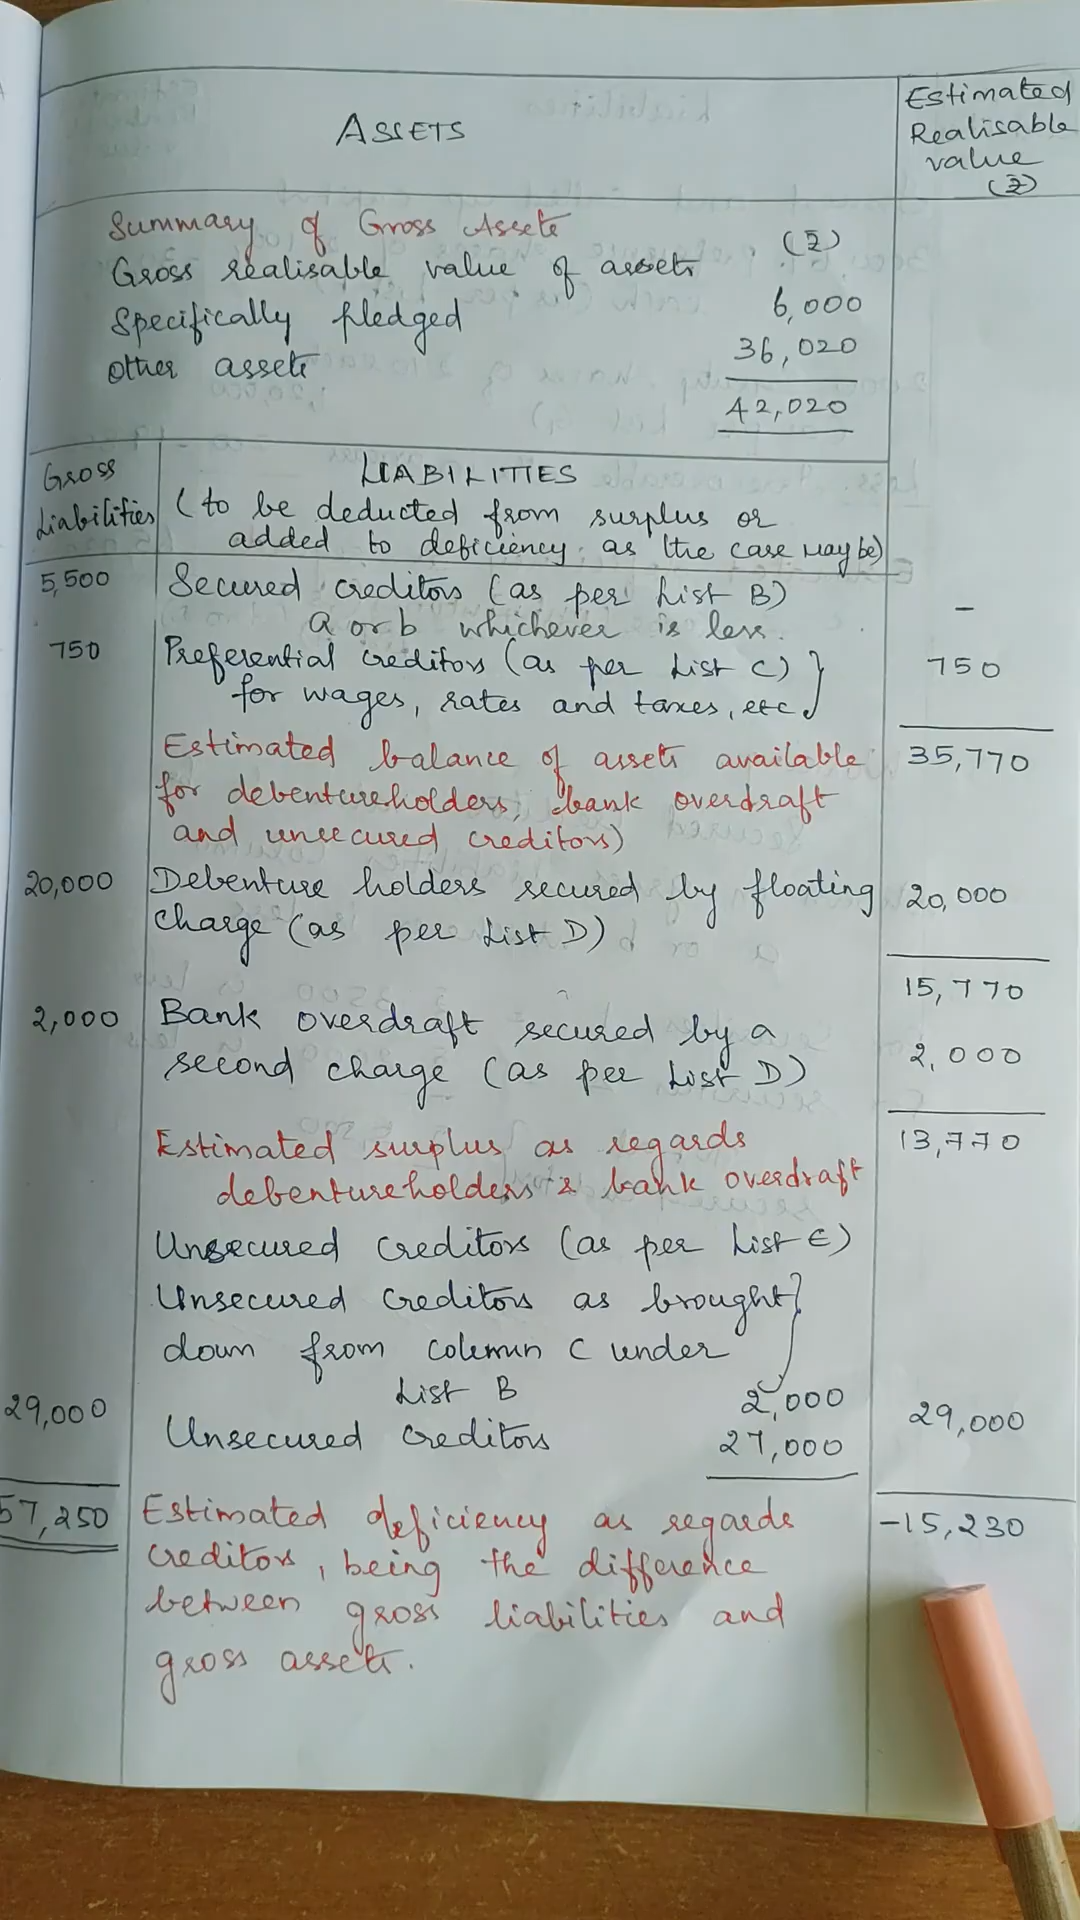 ASSETS
Estimated
Realisable
value
(₹)
Summary of Gross Assets
(₹)
Gross realisable value of assets
Specifically pledged 6,000
other assets 36,020
42,020
Gross
Liabilities
LIABILITIES
(to be deducted from surplus or
added to deficiency as the case may be)
5,500 Secured creditors (as per List B)
a or b whichever is less. -
750 Preferential creditors (as per List C) } 750
for wages, rates and taxes, etc.
Estimated balance of assets available 35,770
for debentureholders, bank overdraft
and unsecured creditors)
20,000 Debenture holders secured by floating 20,000
charge (as per List D)
15,770
2,000 Bank overdraft secured by a
second charge (as per List D) 2,000
Estimated surplus as regards 13,770
debentureholders & bank overdraft
Unsecured creditors (as per List E)
Unsecured creditors as brought }
down from column C under
List B 2,000
29,000 29,000
Unsecured creditors 27,000
57,250 Estimated deficiency as regards -15,230
creditors, being the difference
between gross liabilities and
gross assets.